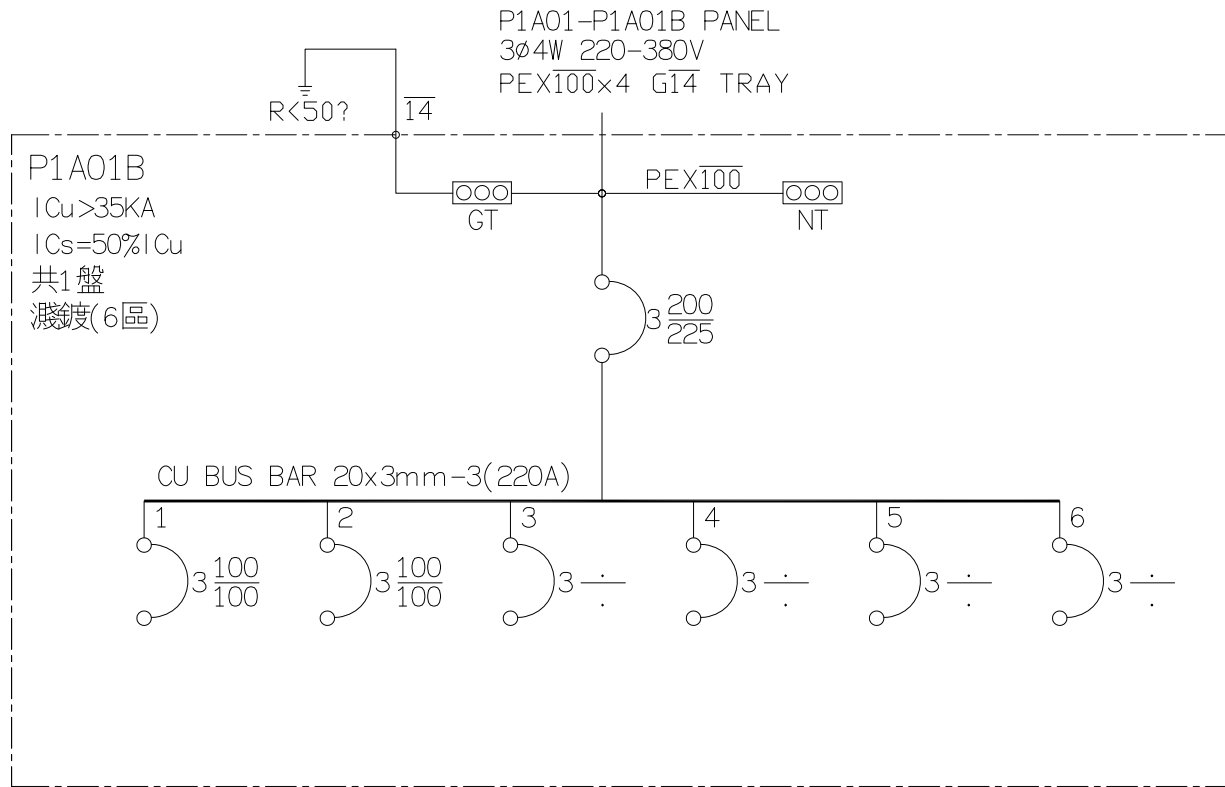 P1A01-P1A01B PANEL
3ø4W 220-380V
PEX100x4 G14 TRAY
R<50?
14
P1A01B
ICu>35KA
ICs=50%ICu
共1盤
濺鍍(6區)
PEX100
GT
NT
3 200/225
CU BUS BAR 20x3mm-3(220A)
1
2
3
4
5
6
3 100/100
3 100/100
3 ./.
3 ./.
3 ./.
3 ./.